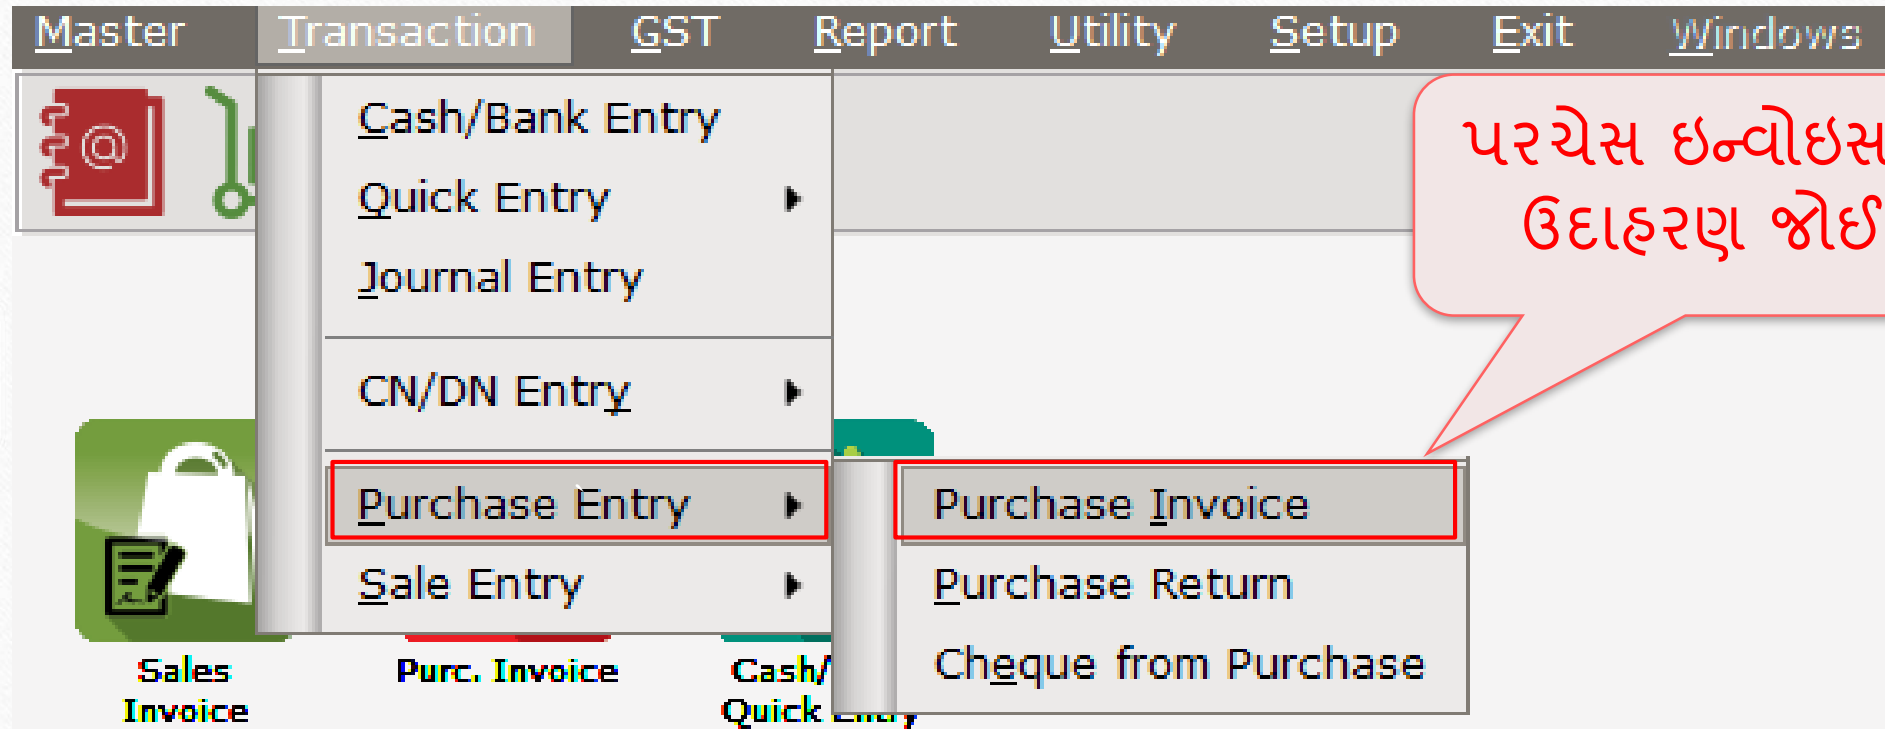 Master Transaction GST Report Utility Setup Exit Windows
Cash/Bank Entry
Quick Entry
Journal Entry
CN/DN Entry
Purchase Entry
Sale Entry
Purchase Invoice
Purchase Return
Cheque from Purchase
પરચેસ ઇન્વોઇસ
ઉદાહરણ જોઈ
Sales
Invoice
Purc. Invoice
Cash/
Quick Entry